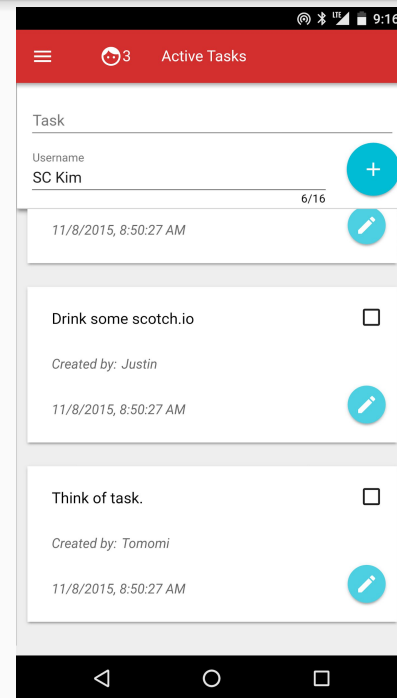 LTE 9:16
3 Active Tasks
Task
Username
SC Kim
6/16
11/8/2015, 8:50:27 AM
Drink some scotch.io
Created by: Justin
11/8/2015, 8:50:27 AM
Think of task.
Created by: Tomomi
11/8/2015, 8:50:27 AM